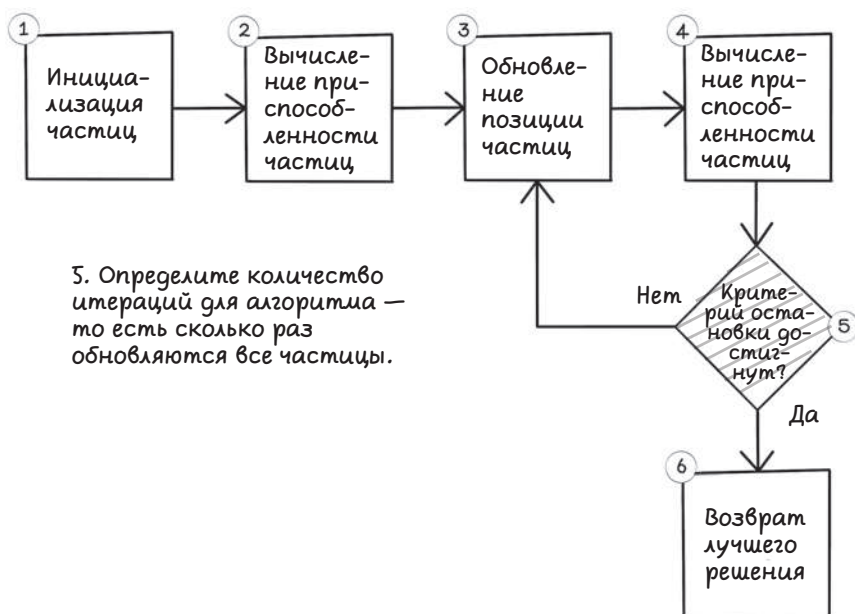 1
Инициа-
лизация
частиц
2
Вычисле-
ние при-
способ-
ленности
частиц
3
Обновле-
ние
позиции
частиц
4
Вычисле-
ние при-
способ-
ленности
частиц
5. Определите количество
итераций для алгоритма —
то есть сколько раз
обновляются все частицы.
Нет
Крите-
рий оста-
новки до-
стиг-
нут?
5
Да
6
Возврат
лучшего
решения